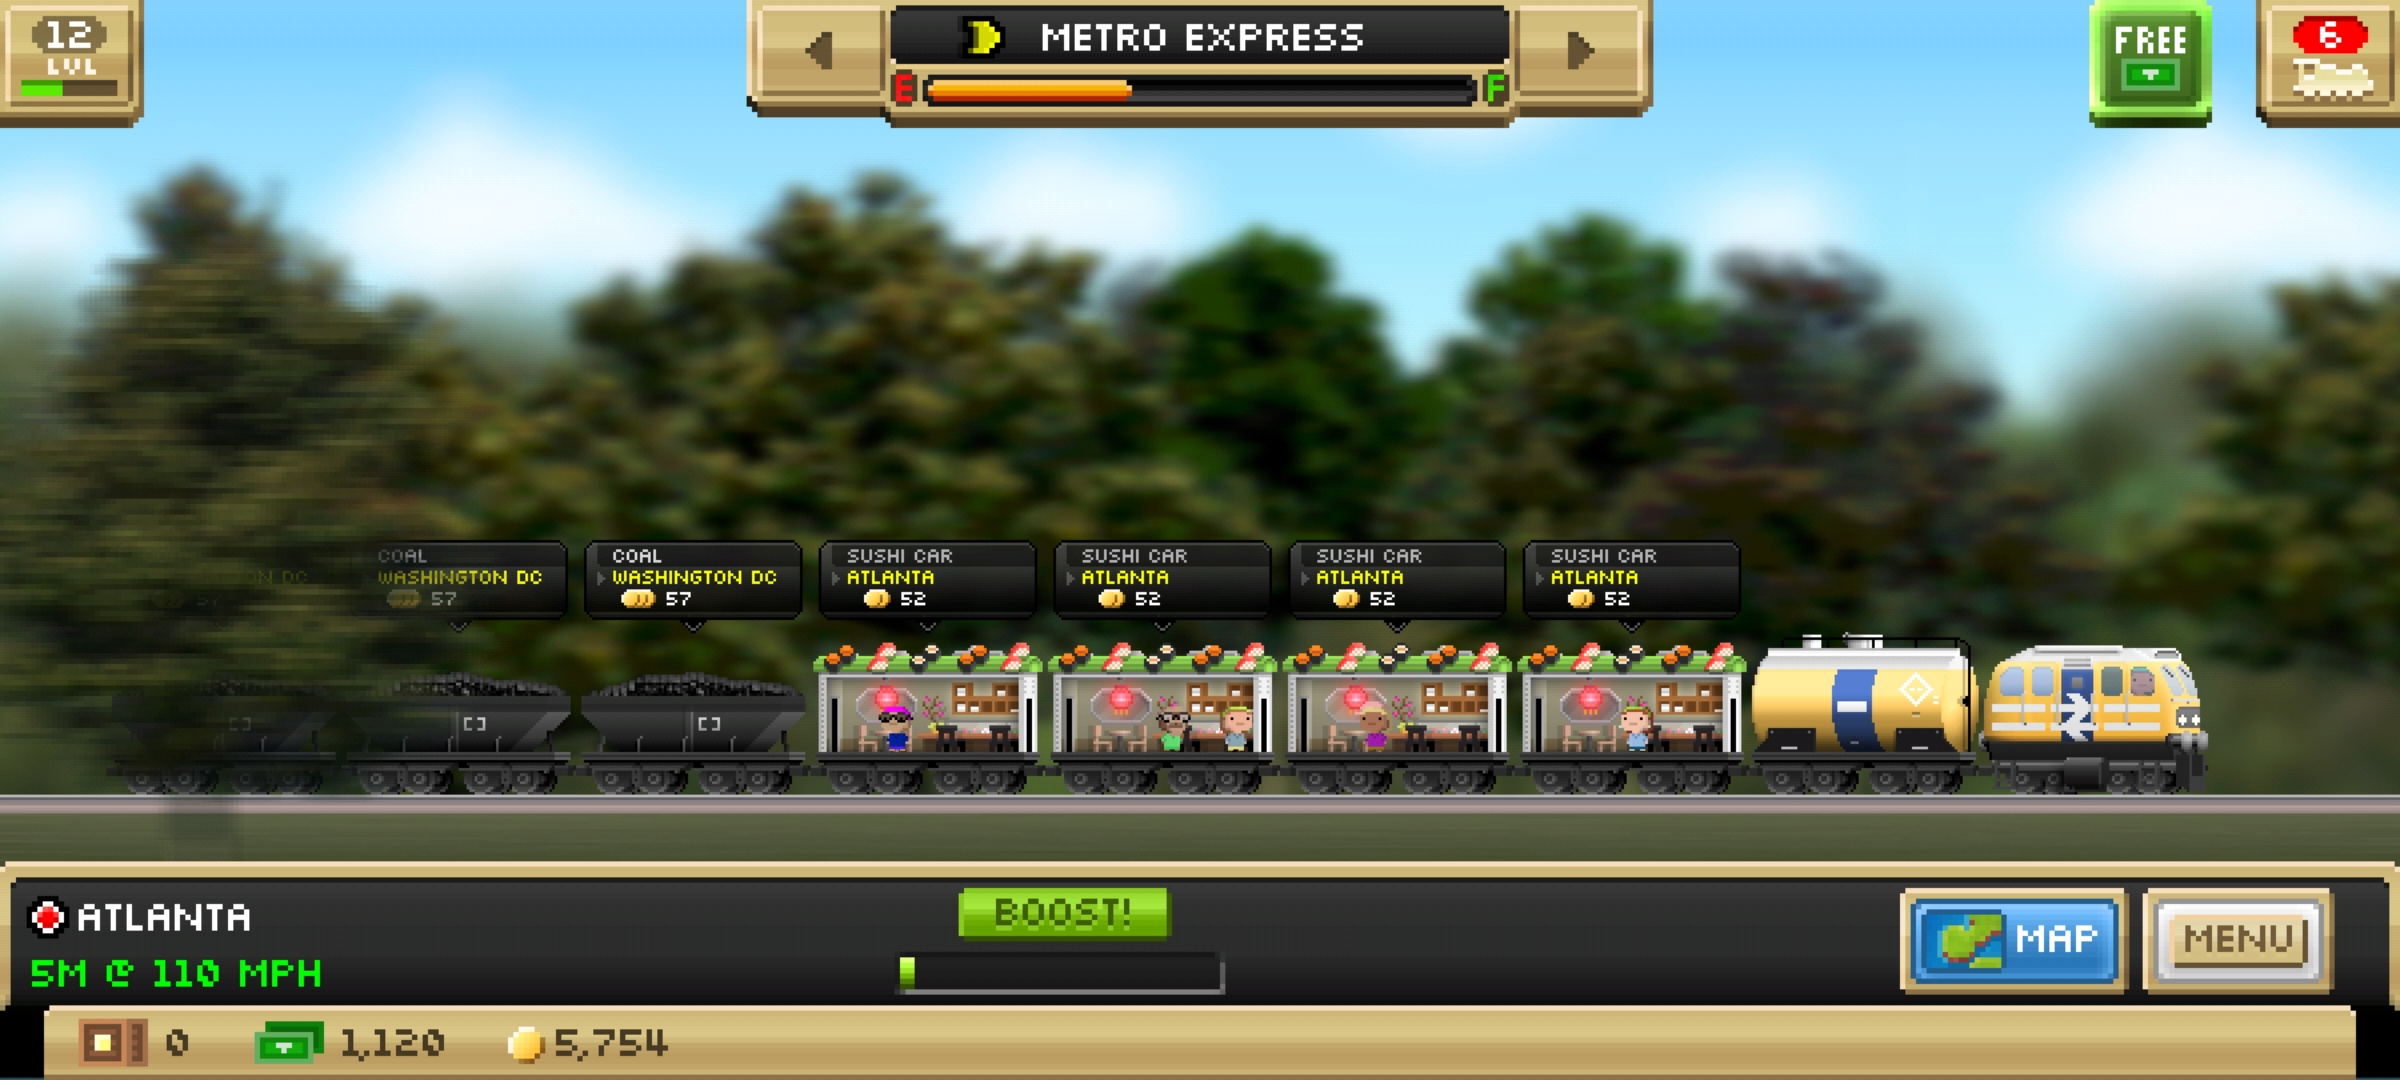 12
LVL
METRO EXPRESS
E F
FREE
6
COAL
WASHINGTON DC
57
COAL
WASHINGTON DC
57
SUSHI CAR
ATLANTA
52
SUSHI CAR
ATLANTA
52
SUSHI CAR
ATLANTA
52
SUSHI CAR
ATLANTA
52
ATLANTA
5M @ 110 MPH
BOOST!
MAP
MENU
0 1,120 5,754